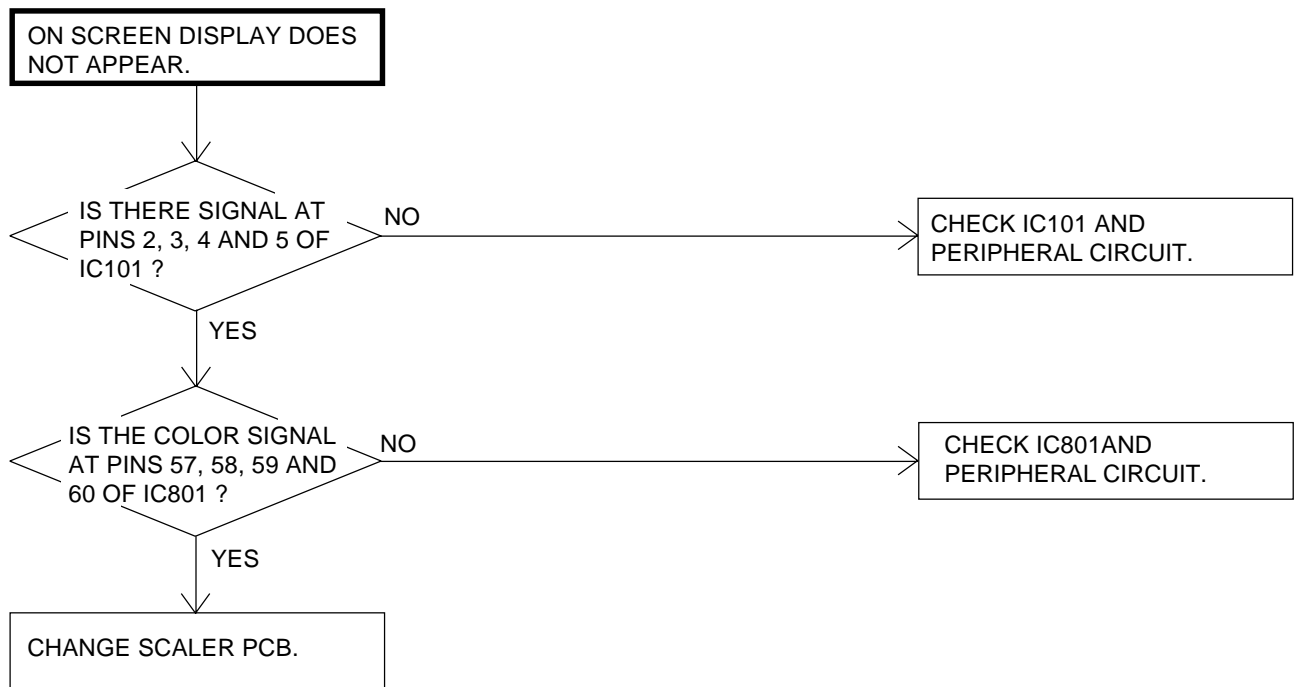 ON SCREEN DISPLAY DOES
NOT APPEAR.
IS THERE SIGNAL AT
PINS 2, 3, 4 AND 5 OF
IC101 ?
NO
CHECK IC101 AND
PERIPHERAL CIRCUIT.
YES
IS THE COLOR SIGNAL
AT PINS 57, 58, 59 AND
60 OF IC801 ?
NO
CHECK IC801AND
PERIPHERAL CIRCUIT.
YES
CHANGE SCALER PCB.